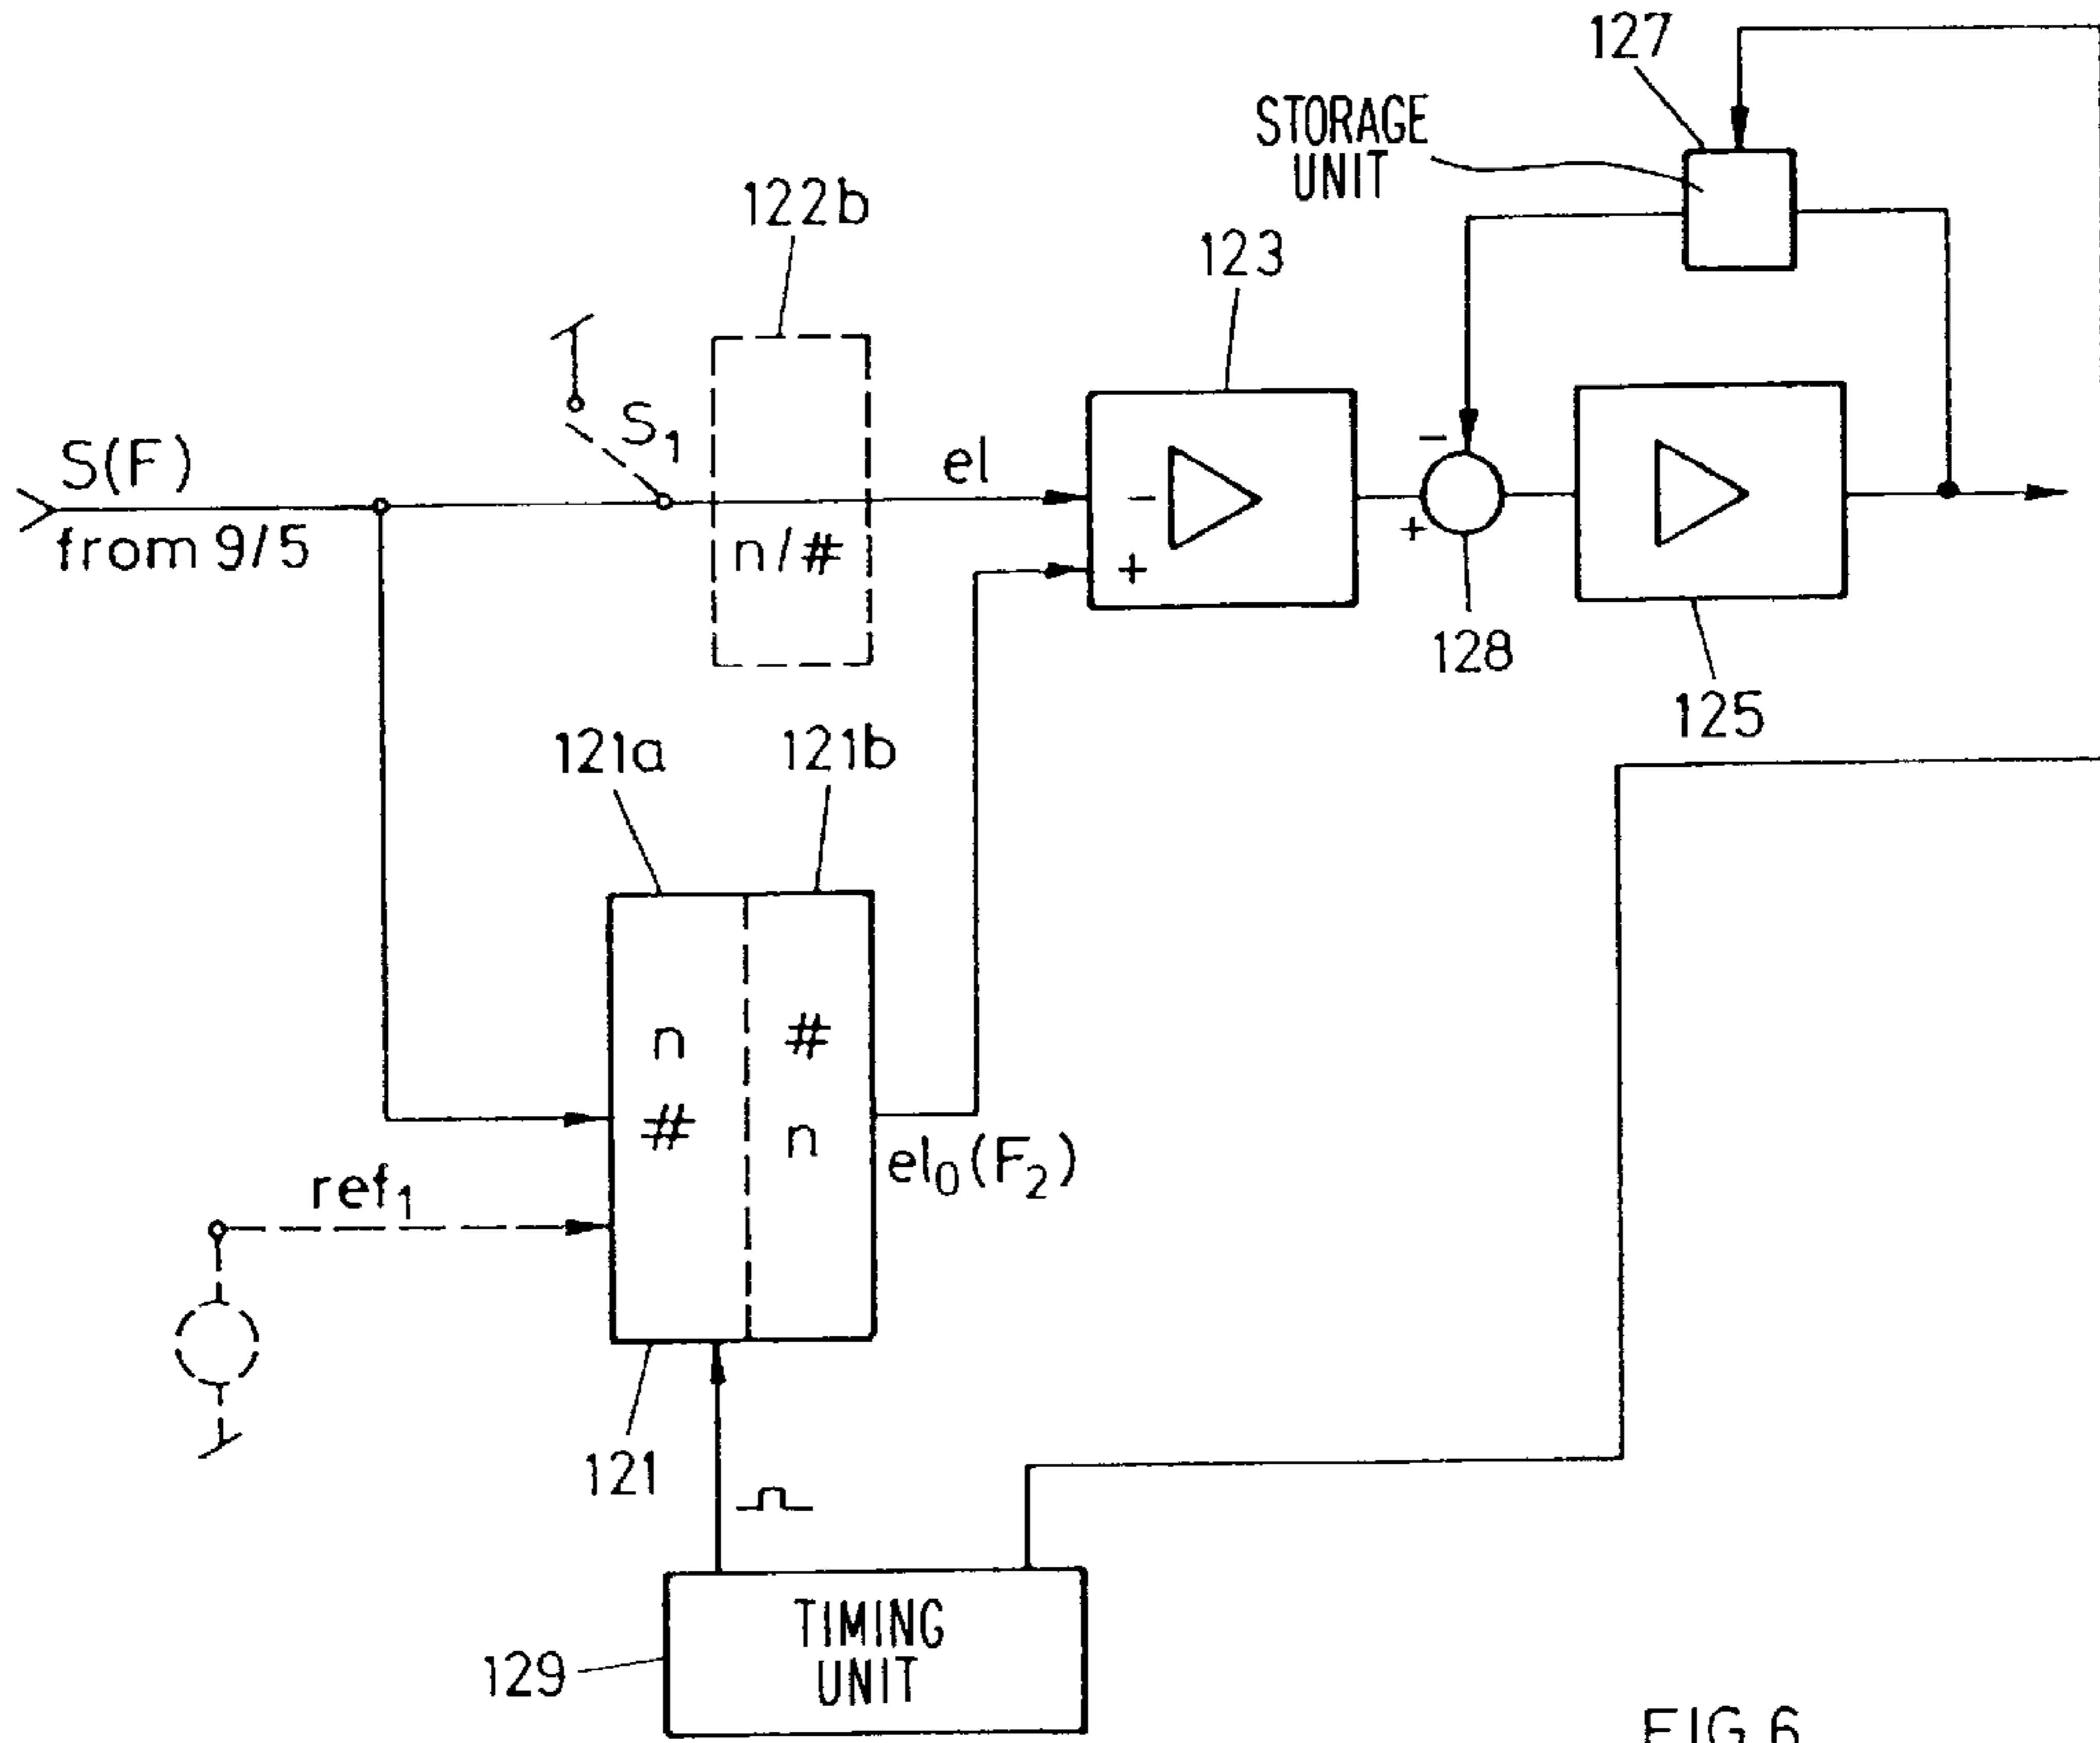 127
STORAGE
UNIT
122b
123
S₁
S(F)
el
from 9/5
n/#
-
+
-
+
128
125
121a
121b
n
#
#
n
el₀(F₂)
ref₁
121
TIMING
UNIT
129
FIG.6